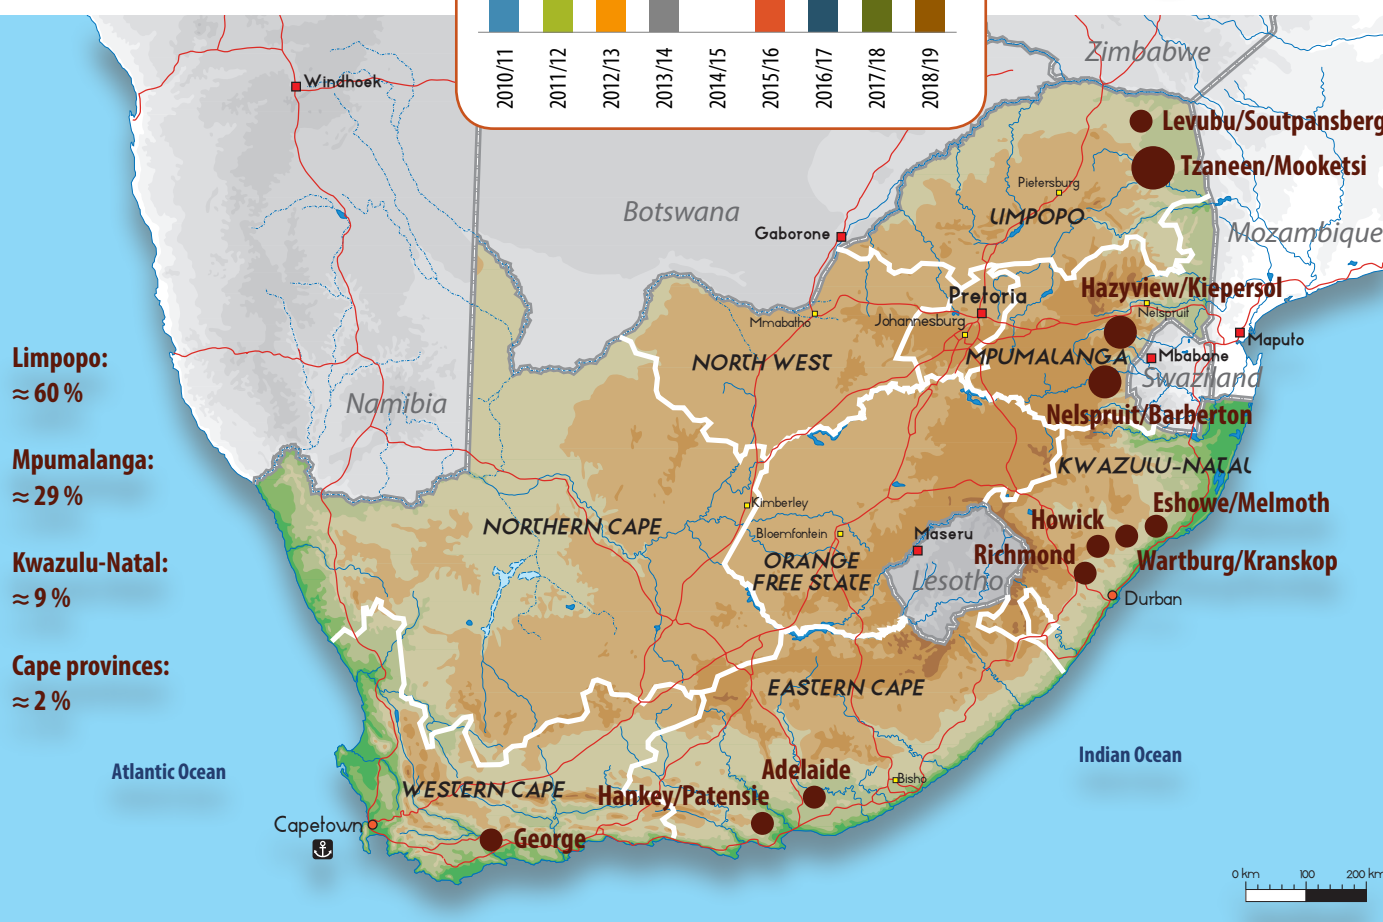 2010/11
2011/12
2012/13
2013/14
2014/15
2015/16
2016/17
2017/18
2018/19
Zimbabwe
Windhoek
Levubu/Soutpansberg
Tzaneen/Mooketsi
Pietersburg
Botswana
LIMPOPO
Gaborone
Mozambique
Hazyview/Kiepersol
Pretoria
Nelspruit
Mmabatho
Johannesburg
Maputo
Limpopo:
≈ 60 %
NORTH WEST
MPUMALANGA
Mbabane
Swaziland
Namibia
Nelspruit/Barberton
Mpumalanga:
≈ 29 %
KWAZULU-NATAL
Kimberley
Eshowe/Melmoth
NORTHERN CAPE
Howick
Bloemfontein
Maseru
Richmond
Wartburg/Kranskop
ORANGE
FREE STATE
Lesotho
Kwazulu-Natal:
≈ 9 %
Durban
Cape provinces:
≈ 2 %
EASTERN CAPE
Indian Ocean
Atlantic Ocean
Adelaide
Bisho
WESTERN CAPE
Hankey/Patensie
Capetown
George
0 km 100 200 km